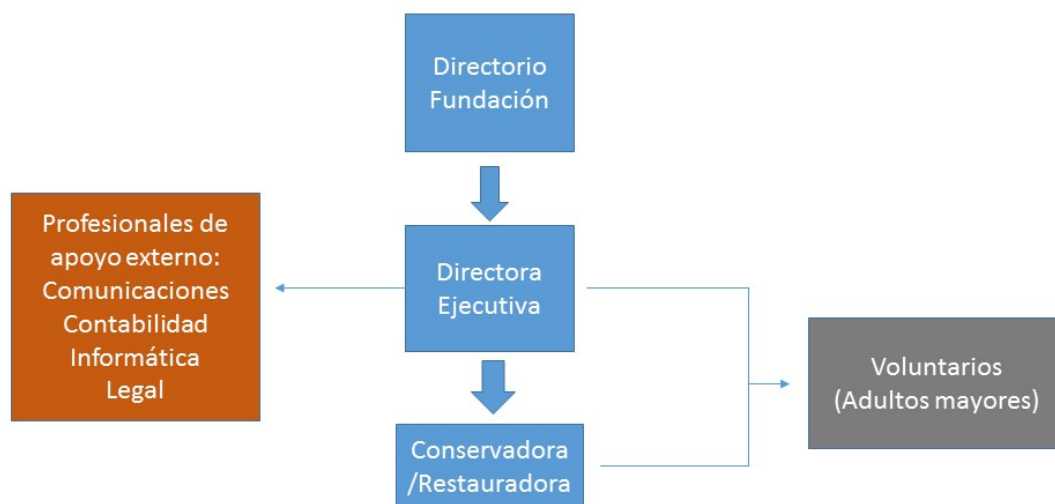 Directorio
Fundación
Profesionales de
apoyo externo:
Comunicaciones
Contabilidad
Informática
Legal
Directora
Ejecutiva
Voluntarios
(Adultos mayores)
Conservadora
/Restauradora